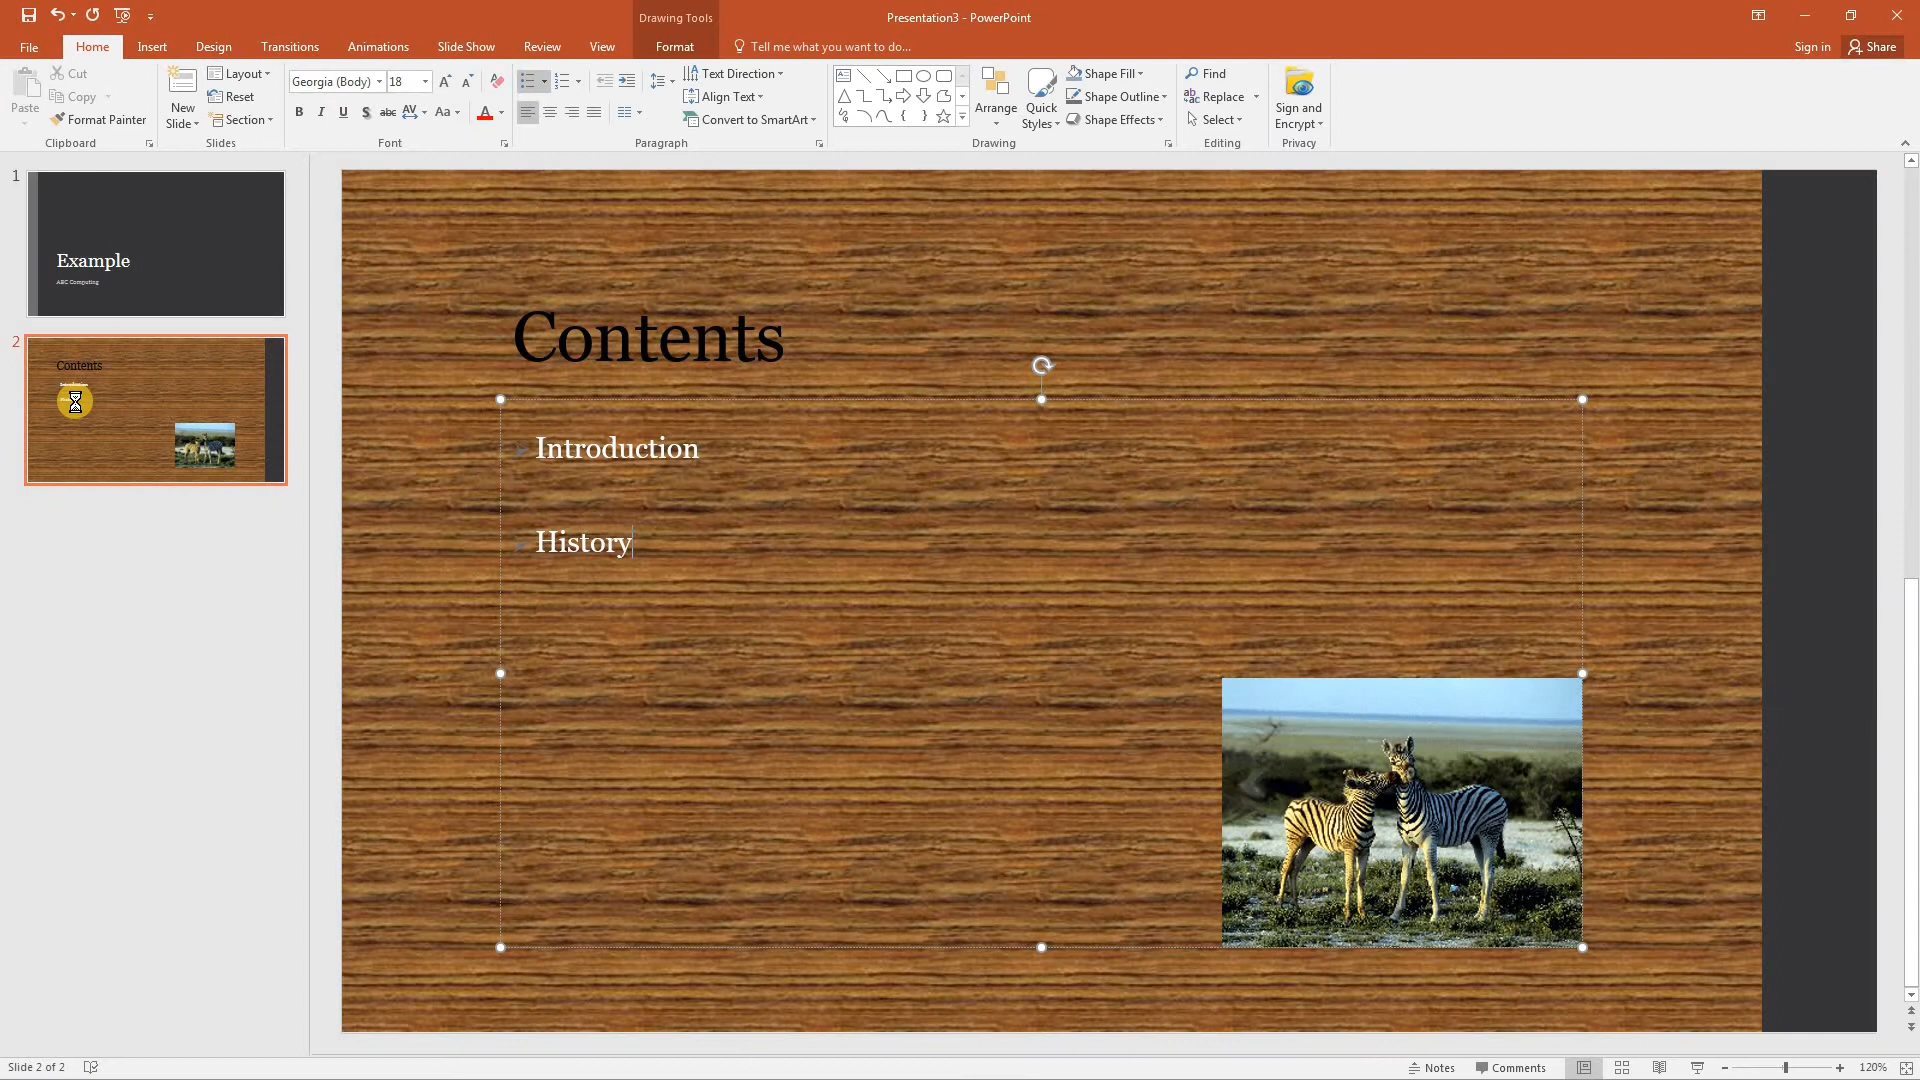 Drawing Tools
Presentation3 - PowerPoint
File
Home
Insert
Design
Transitions
Animations
Slide Show
Review
View
Format
Tell me what you want to do...
Sign in
Share
Paste
Cut
Copy
Format Painter
Clipboard
New
Slide
Layout
Reset
Section
Slides
Georgia (Body)
18
B I U S abc AV Aa A
Font
Text Direction
Align Text
Convert to SmartArt
Paragraph
Arrange
Quick
Styles
Shape Fill
Shape Outline
Shape Effects
Drawing
Find
Replace
Select
Editing
Sign and
Encrypt
Privacy
1
Example
ABC Computing
2
Contents
Introduction
Contents
Introduction
History
Slide 2 of 2
Notes
Comments
120%